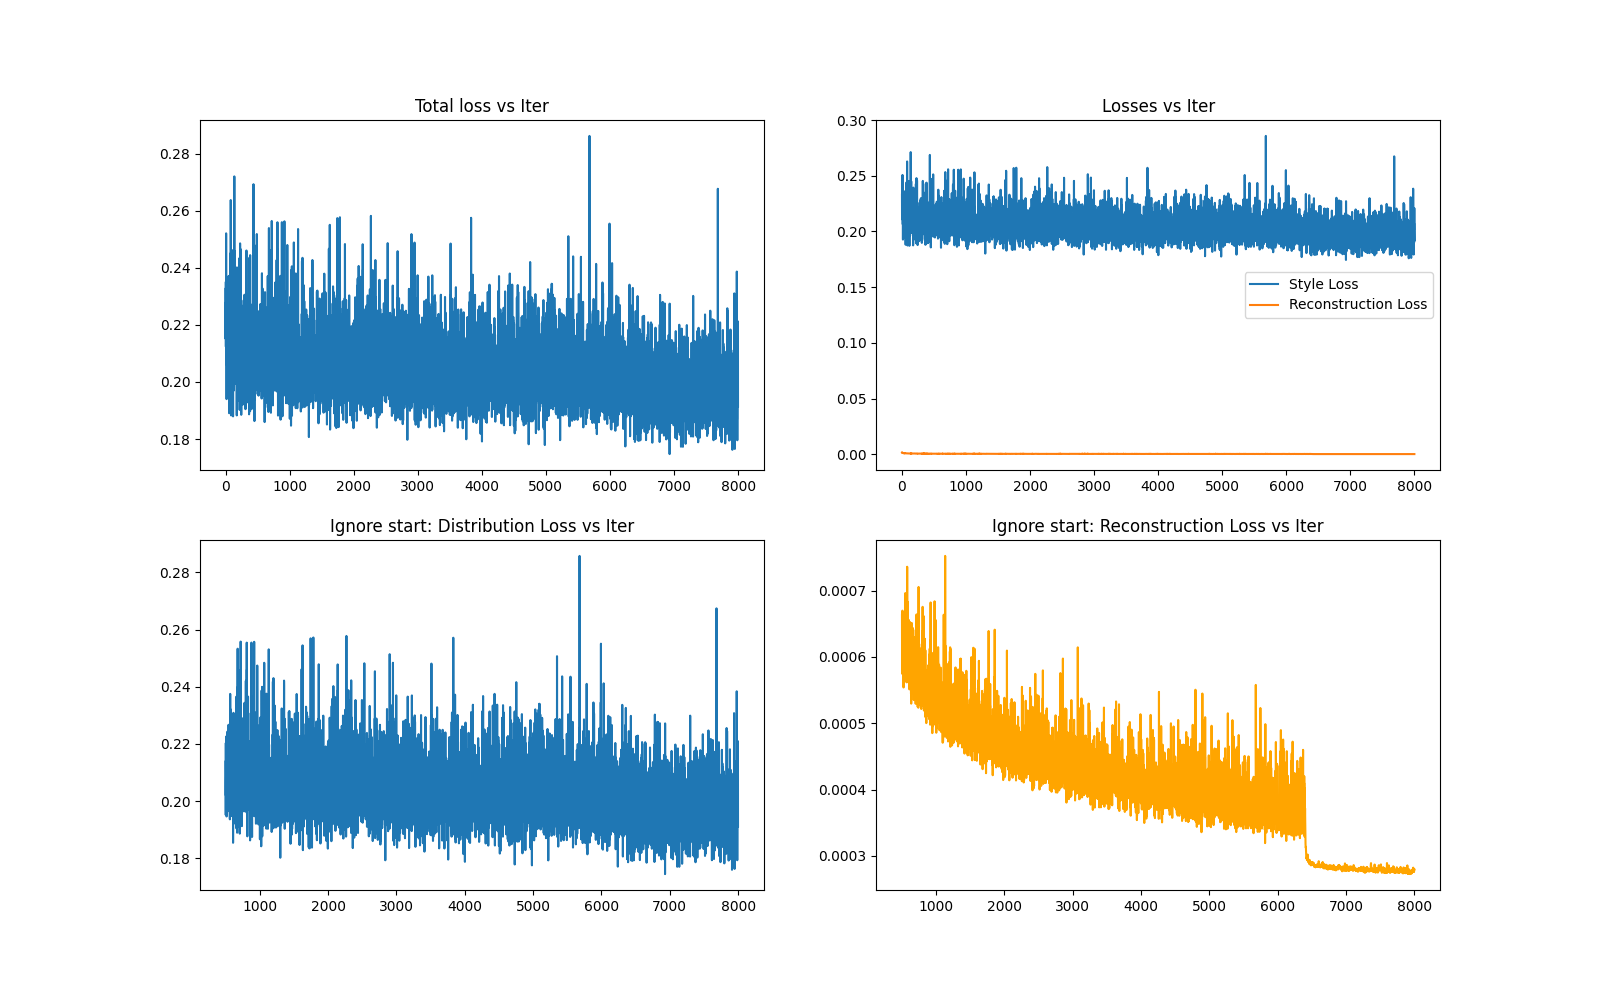 Total loss vs Iter
0.28
0.26
0.24
0.22
0.20
0.18
0 1000 2000 3000 4000 5000 6000 7000 8000
Losses vs Iter
0.30
0.25
0.20
0.15
0.10
0.05
0.00
Style Loss
Reconstruction Loss
0 1000 2000 3000 4000 5000 6000 7000 8000
Ignore start: Distribution Loss vs Iter
0.28
0.26
0.24
0.22
0.20
0.18
1000 2000 3000 4000 5000 6000 7000 8000
Ignore start: Reconstruction Loss vs Iter
0.0007
0.0006
0.0005
0.0004
0.0003
1000 2000 3000 4000 5000 6000 7000 8000